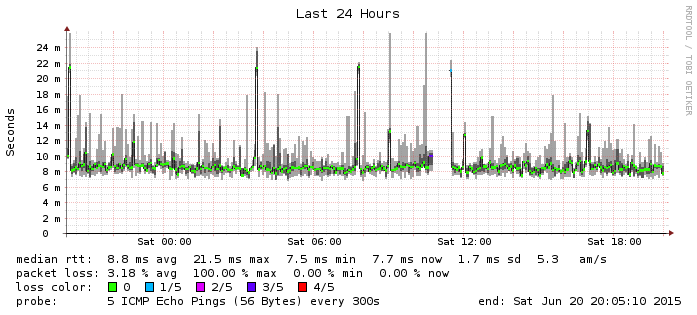 Last 24 Hours
RRDTOOL / TOBI OETIKER
Seconds
24 m
22 m
20 m
18 m
16 m
14 m
12 m
10 m
8 m
6 m
4 m
2 m
0
Sat 00:00 Sat 06:00 Sat 12:00 Sat 18:00
median rtt: 8.8 ms avg 21.5 ms max 7.5 ms min 7.7 ms now 1.7 ms sd 5.3 am/s
packet loss: 3.18 % avg 100.00 % max 0.00 % min 0.00 % now
loss color: 0 1/5 2/5 3/5 4/5
probe: 5 ICMP Echo Pings (56 Bytes) every 300s end: Sat Jun 20 20:05:10 2015